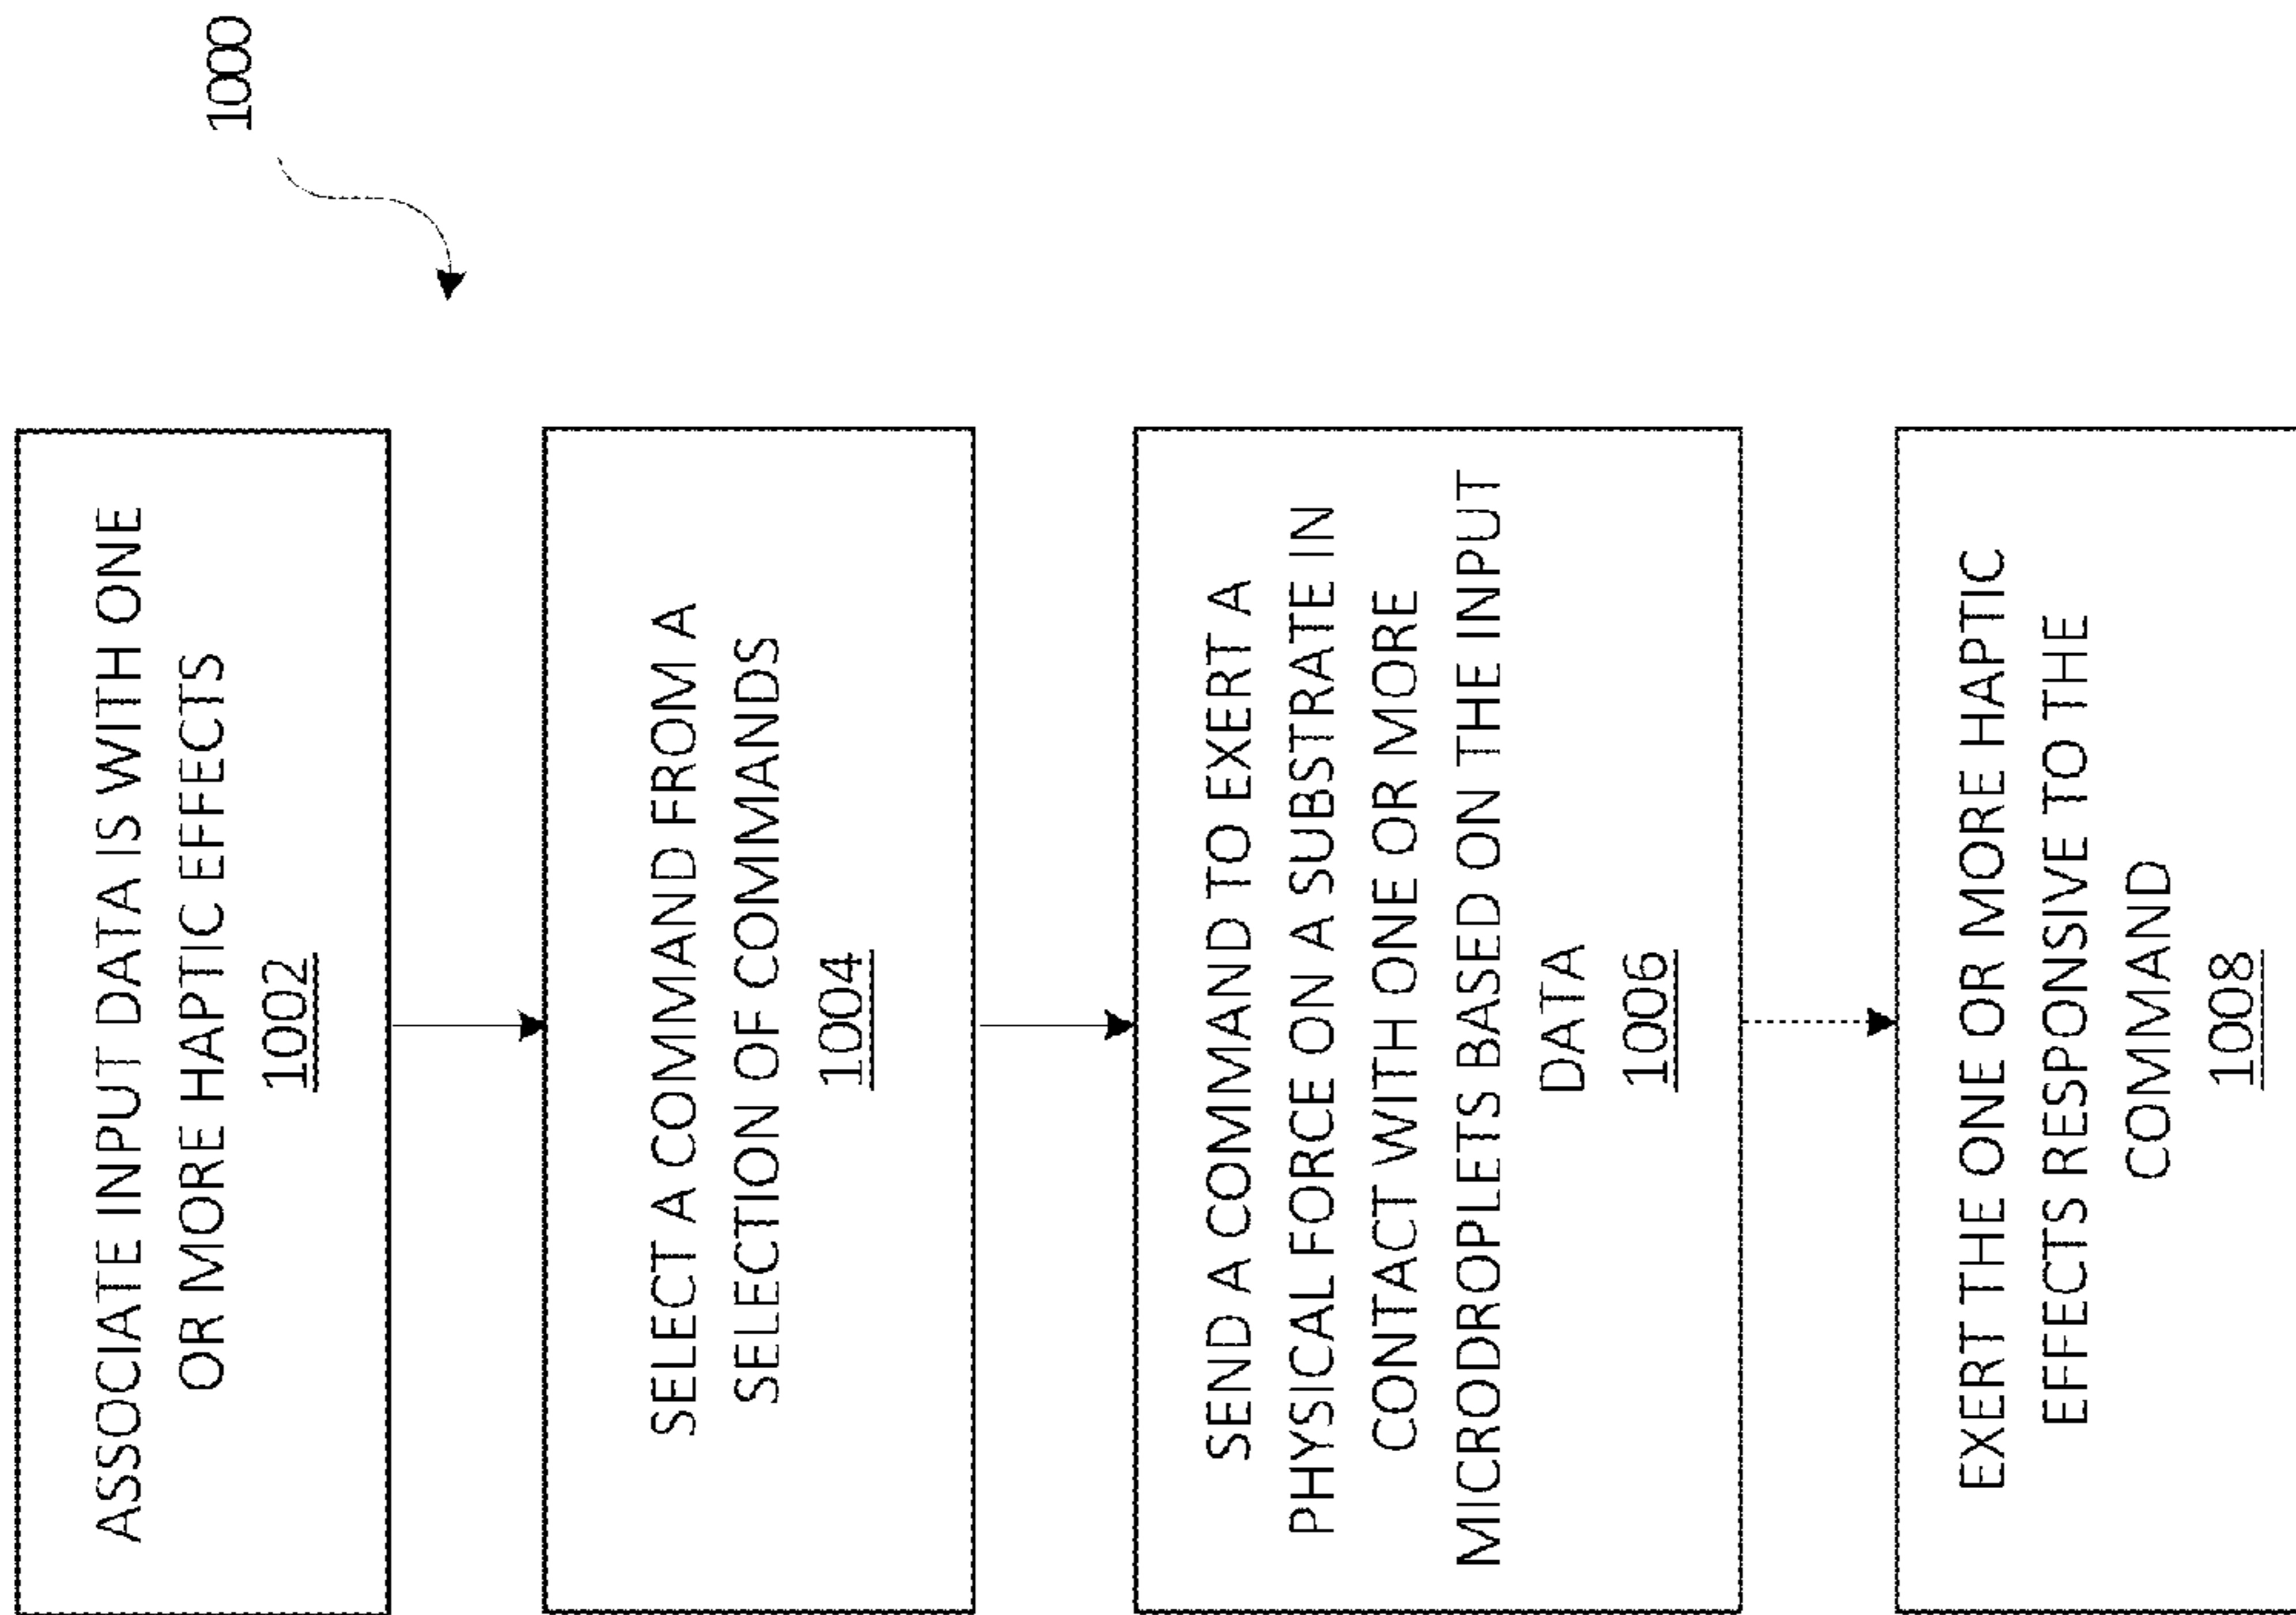 1000
ASSOCIATE INPUT DATA IS WITH ONE
OR MORE HAPTIC EFFECTS
1002
SELECT A COMMAND FROM A
SELECTION OF COMMANDS
1004
SEND A COMMAND TO EXERT A
PHYSICAL FORCE ON A SUBSTRATE IN
CONTACT WITH ONE OR MORE
MICRODROPLETS BASED ON THE INPUT
DATA
1006
EXERT THE ONE OR MORE HAPTIC
EFFECTS RESPONSIVE TO THE
COMMAND
1008